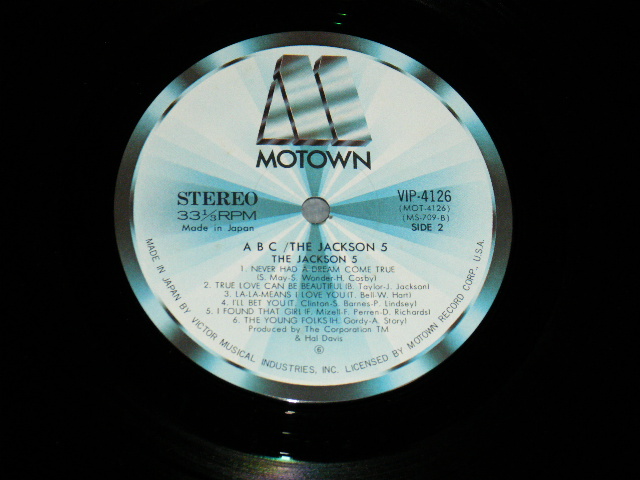 MOTOWN
STEREO
33⅓RPM
Made in Japan
VIP-4126
(MOT-4126)
(MS-709-B)
SIDE 2
A B C /THE JACKSON 5
THE JACKSON 5
1. NEVER HAD A DREAM COME TRUE
(S. May-S. Wonder-H. Cosby)
2. TRUE LOVE CAN BE BEAUTIFUL (B. Taylor-J. Jackson)
3. LA-LA-MEANS I LOVE YOU (T. Bell-W. Hart)
4. I'LL BET YOU (G. Clinton-S. Barnes-P. Lindsey)
5. I FOUND THAT GIRL (F. Mizell-F. Perren-D. Richards)
6. THE YOUNG FOLKS (H. Gordy-A. Story)
Produced by The Corporation TM
& Hal Davis
6
MADE IN JAPAN BY VICTOR MUSICAL INDUSTRIES, INC. LICENSED BY MOTOWN RECORD CORP., U.S.A.